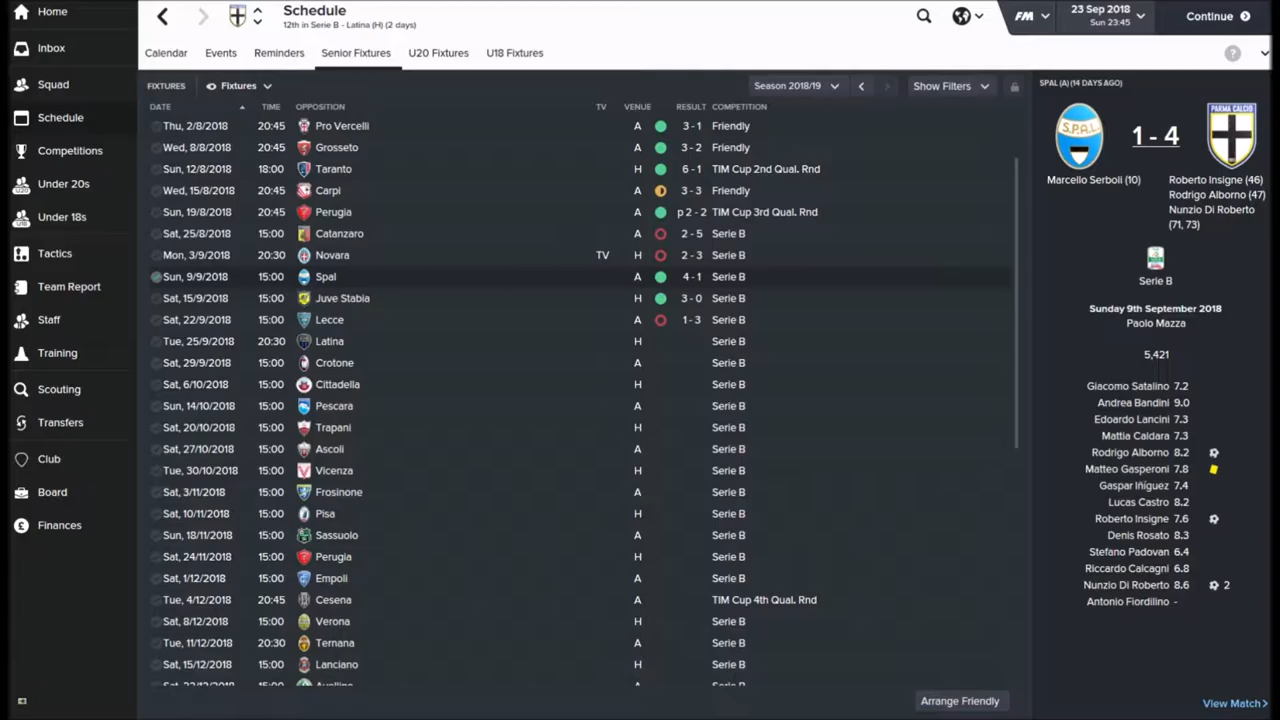 Home
Inbox
Squad
Schedule
Competitions
Under 20s
Under 18s
Tactics
Team Report
Staff
Training
Scouting
Transfers
Club
Board
Finances
Schedule
12th in Serie B - Latina (H) (2 days)
FM
23 Sep 2018
Sun 23:45
Continue
Calendar Events Reminders Senior Fixtures U20 Fixtures U18 Fixtures
FIXTURES Fixtures Season 2018/19 Show Filters
DATE TIME OPPOSITION TV VENUE RESULT COMPETITION
Thu, 2/8/2018 20:45 Pro Vercelli A 3 - 1 Friendly
Wed, 8/8/2018 20:45 Grosseto A 3 - 2 Friendly
Sun, 12/8/2018 18:00 Taranto H 6 - 1 TIM Cup 2nd Qual. Rnd
Wed, 15/8/2018 20:45 Carpi A 3 - 3 Friendly
Sun, 19/8/2018 20:45 Perugia A p 2 - 2 TIM Cup 3rd Qual. Rnd
Sat, 25/8/2018 20:45 Catanzaro A 2 - 5 Serie B
Mon, 3/9/2018 20:30 Novara TV H 2 - 3 Serie B
Sun, 9/9/2018 15:00 Spal A 4 - 1 Serie B
Sat, 15/9/2018 15:00 Juve Stabia H 3 - 0 Serie B
Sat, 22/9/2018 15:00 Lecce A 1 - 3 Serie B
Tue, 25/9/2018 20:30 Latina H Serie B
Sat, 29/9/2018 15:00 Crotone A Serie B
Sat, 6/10/2018 15:00 Cittadella H Serie B
Sun, 14/10/2018 15:00 Pescara A Serie B
Sat, 20/10/2018 15:00 Trapani H Serie B
Sat, 27/10/2018 15:00 Ascoli A Serie B
Tue, 30/10/2018 15:00 Vicenza H Serie B
Sat, 3/11/2018 15:00 Frosinone A Serie B
Sat, 10/11/2018 15:00 Pisa H Serie B
Sun, 18/11/2018 15:00 Sassuolo A Serie B
Sat, 24/11/2018 15:00 Perugia H Serie B
Sat, 1/12/2018 15:00 Empoli A Serie B
Tue, 4/12/2018 20:45 Cesena A TIM Cup 4th Qual. Rnd
Sat, 8/12/2018 15:00 Verona H Serie B
Tue, 11/12/2018 20:30 Ternana A Serie B
Sat, 15/12/2018 15:00 Lanciano H Serie B
Arrange Friendly
SPAL (A) (14 DAYS AGO)
S.P.A.L
PARMA CALCIO
1 - 4
Marcello Serboli (10)
Roberto Insigne (46)
Rodrigo Alborno (47)
Nunzio Di Roberto
(71, 73)
Serie B
Sunday 9th September 2018
Paolo Mazza
5,421
Giacomo Satalino 7.2
Andrea Bandini 9.0
Edoardo Lancini 7.3
Mattia Caldara 7.3
Rodrigo Alborno 8.2
Matteo Gasperoni 7.8
Gaspar Iñiguez 7.4
Lucas Castro 8.2
Roberto Insigne 7.6
Denis Rosato 8.3
Stefano Padovan 6.4
Riccardo Calcagni 6.8
Nunzio Di Roberto 8.6 2
Antonio Fiordilino -
View Match>